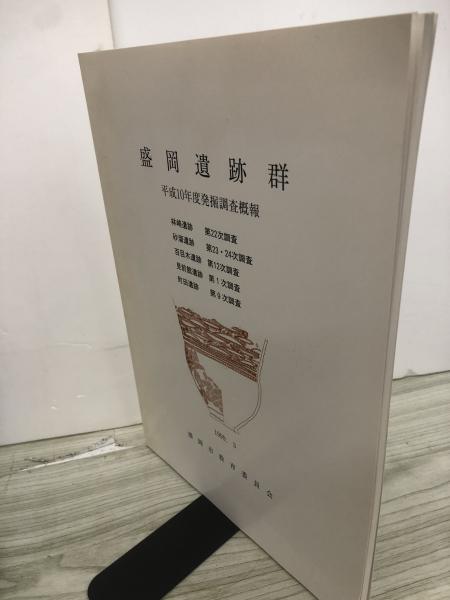 盛岡遺跡群
平成10年度発掘調査概報
林崎遺跡 第22次調査
砂溜遺跡 第23・24次調査
百目木遺跡 第12次調査
見前館遺跡 第1次調査
町田遺跡 第9次調査
1999. 3
盛岡市教育委員会